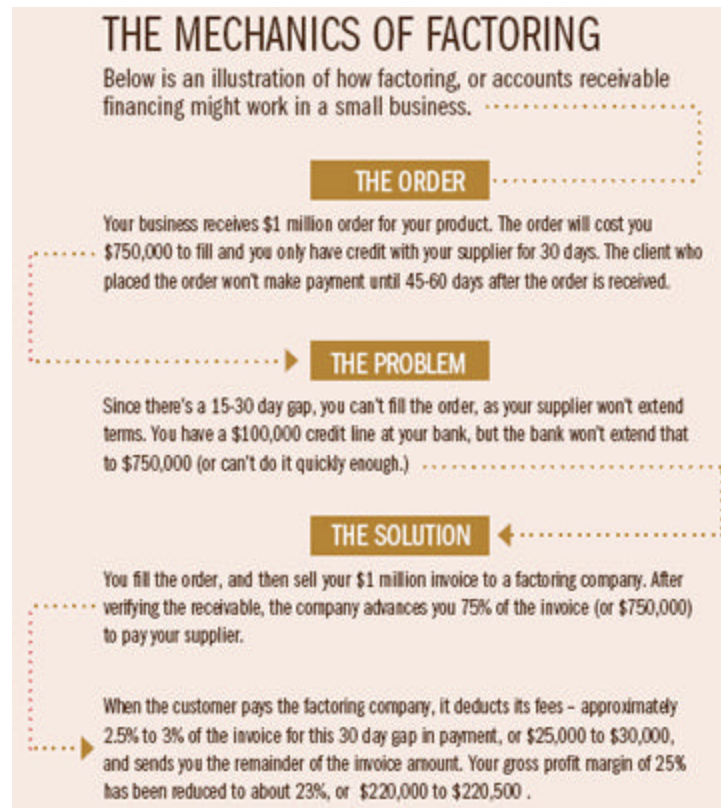 THE MECHANICS OF FACTORING
Below is an illustration of how factoring, or accounts receivable
financing might work in a small business.
THE ORDER
Your business receives $1 million order for your product. The order will cost you
$750,000 to fill and you only have credit with your supplier for 30 days. The client who
placed the order won't make payment until 45-60 days after the order is received.
THE PROBLEM
Since there's a 15-30 day gap, you can't fill the order, as your supplier won't extend
terms. You have a $100,000 credit line at your bank, but the bank won't extend that
to $750,000 (or can't do it quickly enough.)
THE SOLUTION
You fill the order, and then sell your $1 million invoice to a factoring company. After
verifying the receivable, the company advances you 75% of the invoice (or $750,000)
to pay your supplier.
When the customer pays the factoring company, it deducts its fees – approximately
2.5% to 3% of the invoice for this 30 day gap in payment, or $25,000 to $30,000,
and sends you the remainder of the invoice amount. Your gross profit margin of 25%
has been reduced to about 23%, or $220,000 to $220,500 .